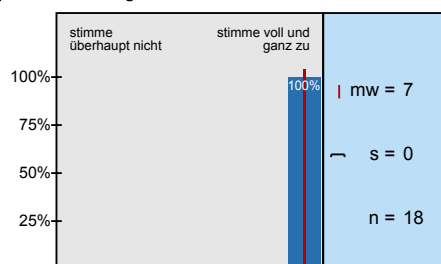 stimme
überhaupt nicht
stimme voll und
ganz zu
100%
75%
50%
25%
100%
mw = 7
s = 0
n = 18